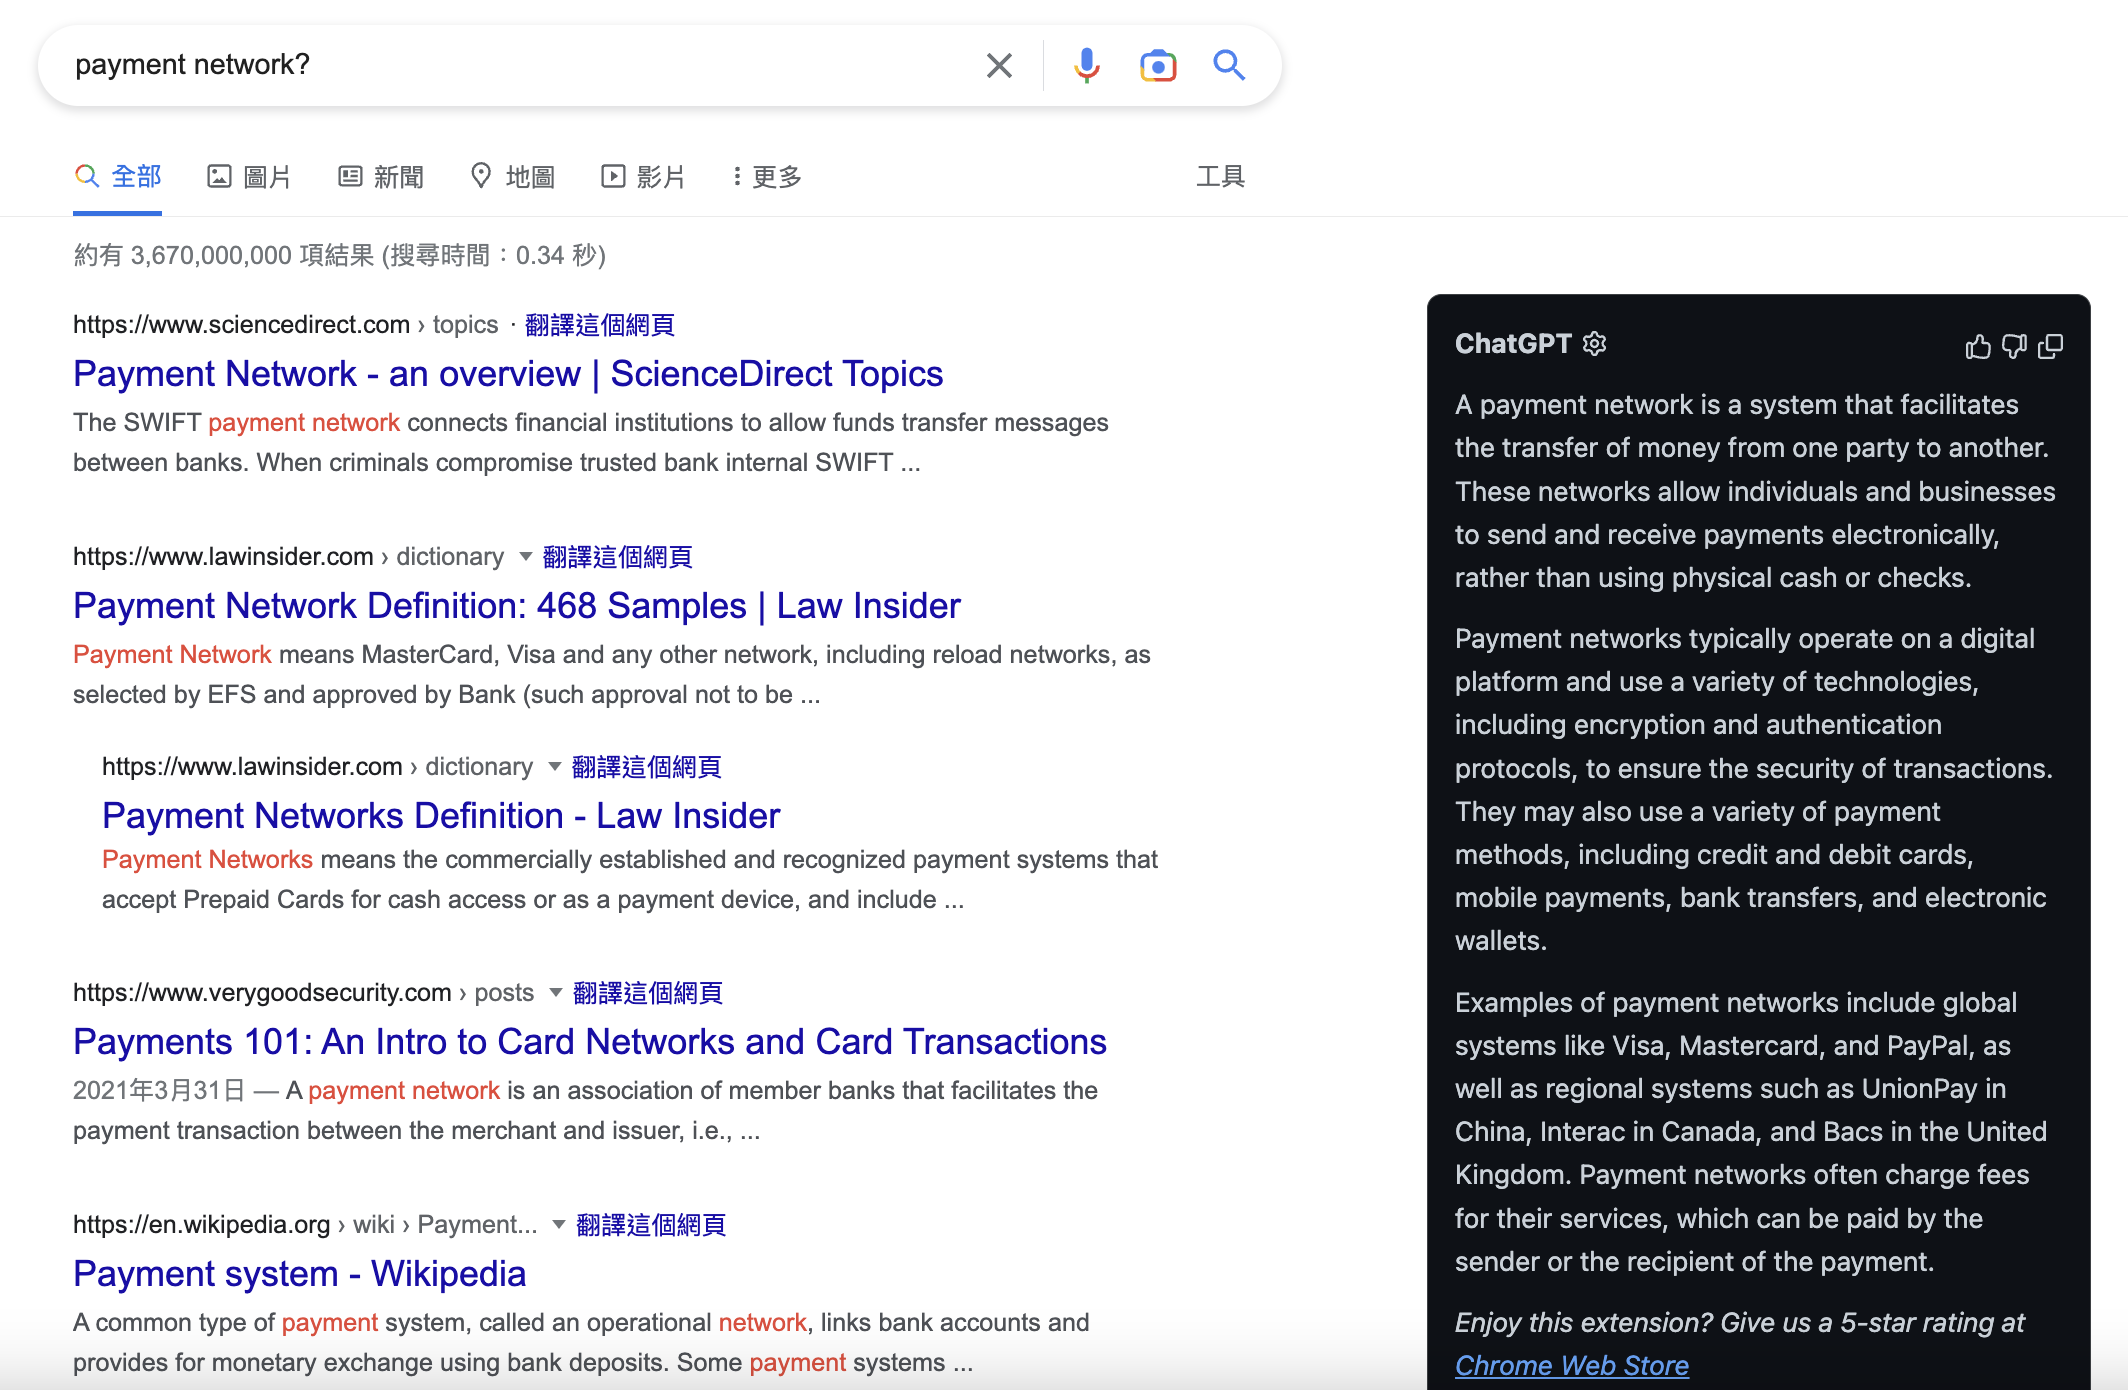 payment network?
全部 圖片 新聞 地圖 影片 更多 工具
約有 3,670,000,000 項結果 (搜尋時間：0.34 秒)
https://www.sciencedirect.com › topics · 翻譯這個網頁
Payment Network - an overview | ScienceDirect Topics
The SWIFT payment network connects financial institutions to allow funds transfer messages
between banks. When criminals compromise trusted bank internal SWIFT ...
https://www.lawinsider.com › dictionary 翻譯這個網頁
Payment Network Definition: 468 Samples | Law Insider
Payment Network means MasterCard, Visa and any other network, including reload networks, as
selected by EFS and approved by Bank (such approval not to be ...
https://www.lawinsider.com › dictionary 翻譯這個網頁
Payment Networks Definition - Law Insider
Payment Networks means the commercially established and recognized payment systems that
accept Prepaid Cards for cash access or as a payment device, and include ...
https://www.verygoodsecurity.com › posts 翻譯這個網頁
Payments 101: An Intro to Card Networks and Card Transactions
2021年3月31日 — A payment network is an association of member banks that facilitates the
payment transaction between the merchant and issuer, i.e., ...
https://en.wikipedia.org › wiki › Payment... 翻譯這個網頁
Payment system - Wikipedia
A common type of payment system, called an operational network, links bank accounts and
provides for monetary exchange using bank deposits. Some payment systems ...
ChatGPT
A payment network is a system that facilitates
the transfer of money from one party to another.
These networks allow individuals and businesses
to send and receive payments electronically,
rather than using physical cash or checks.
Payment networks typically operate on a digital
platform and use a variety of technologies,
including encryption and authentication
protocols, to ensure the security of transactions.
They may also use a variety of payment
methods, including credit and debit cards,
mobile payments, bank transfers, and electronic
wallets.
Examples of payment networks include global
systems like Visa, Mastercard, and PayPal, as
well as regional systems such as UnionPay in
China, Interac in Canada, and Bacs in the United
Kingdom. Payment networks often charge fees
for their services, which can be paid by the
sender or the recipient of the payment.
Enjoy this extension? Give us a 5-star rating at
Chrome Web Store